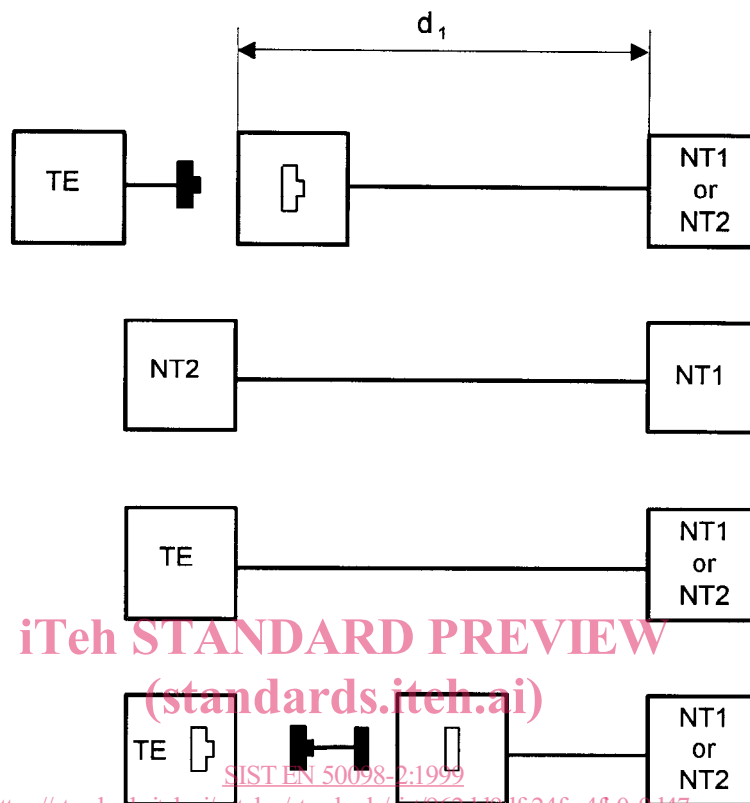 d1
TE
NT1
or
NT2
NT2
NT1
TE
NT1
or
NT2
iTeh STANDARD PREVIEW
(standards.iteh.ai)
TE
NT1
or
NT2
SIST EN 50098-2:1999